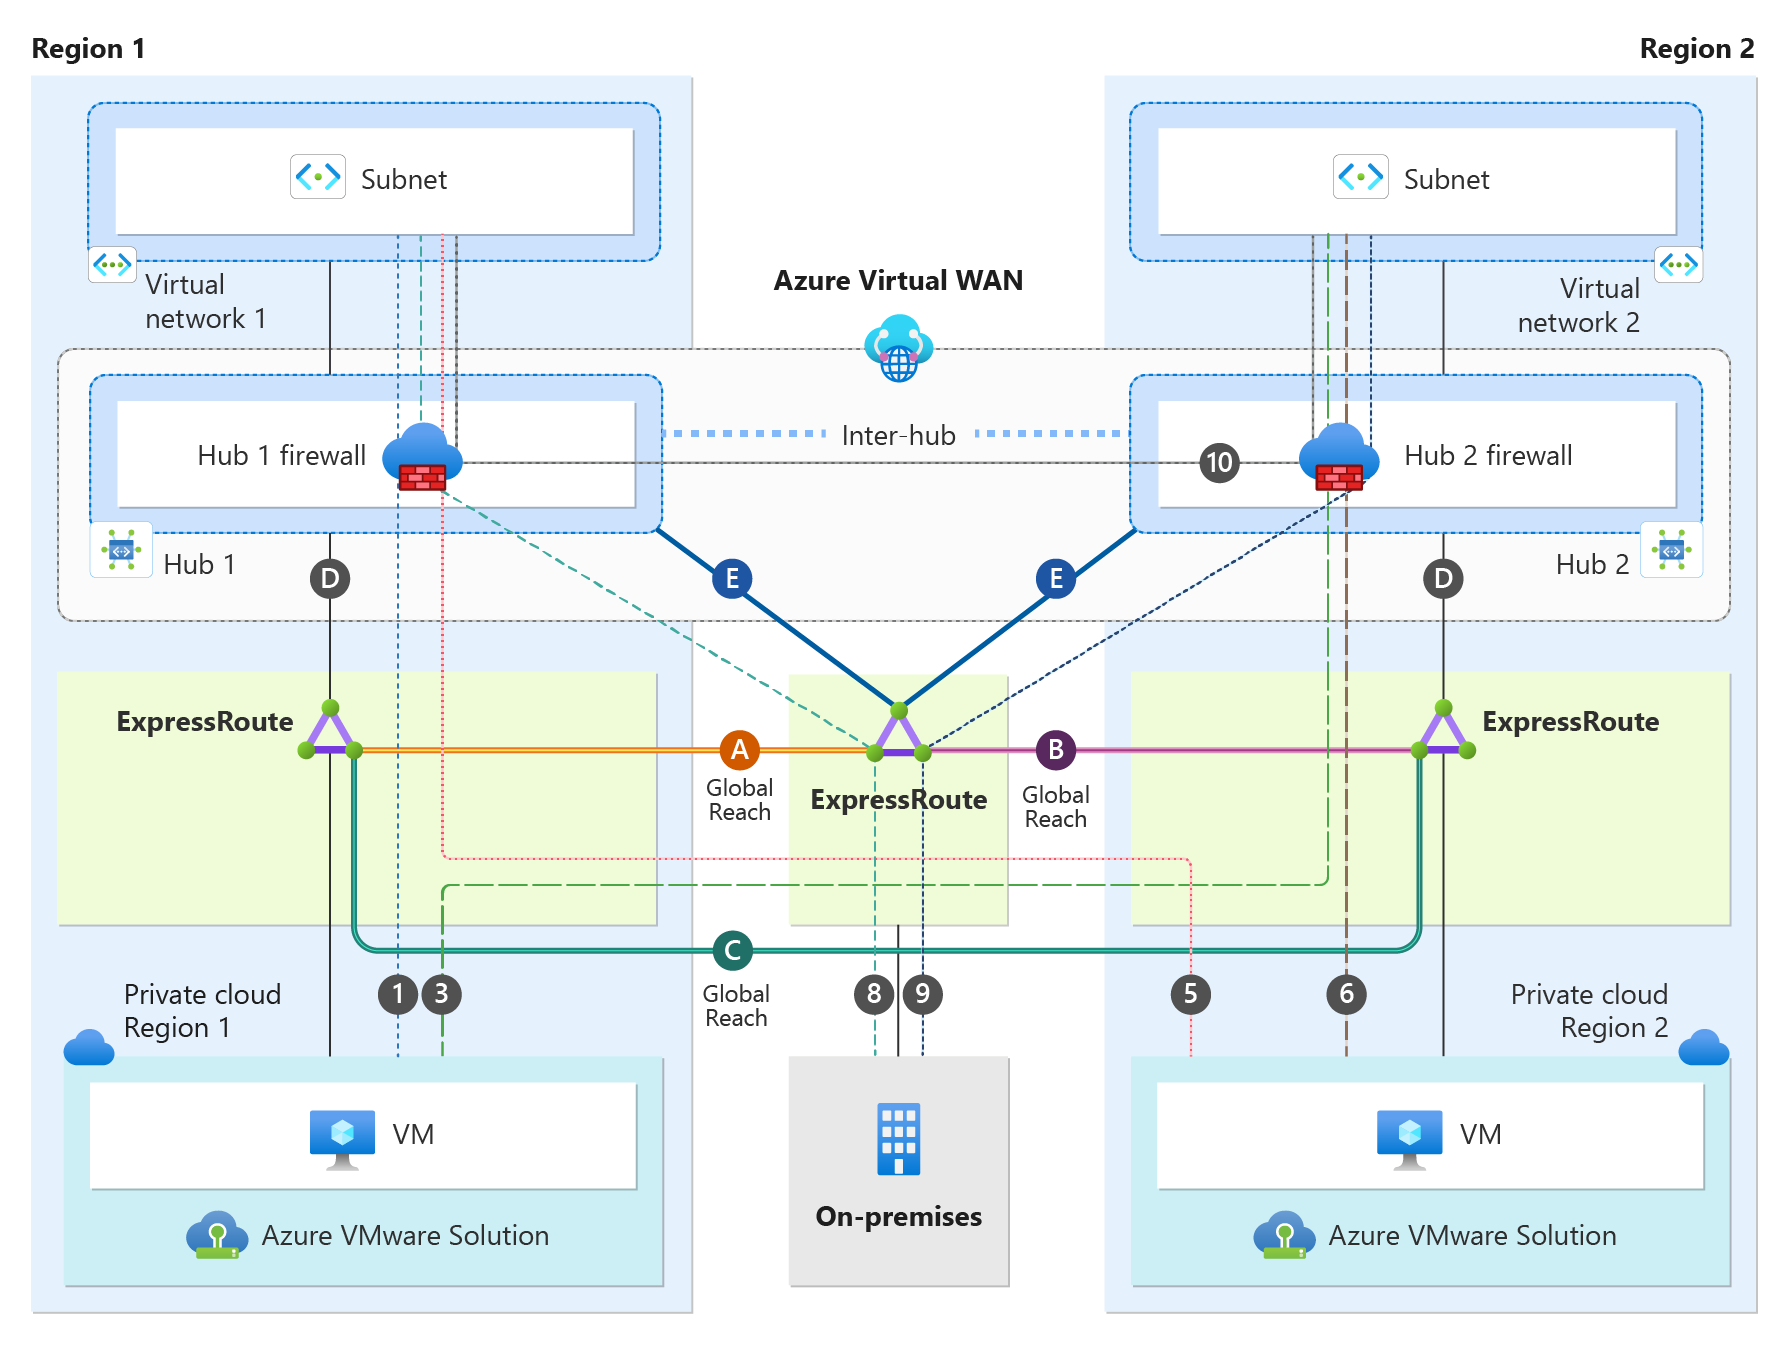 Region 1
Region 2
Subnet
Subnet
Virtual
network 1
Azure Virtual WAN
Virtual
network 2
Hub 1 firewall
Inter-hub
10
Hub 2 firewall
Hub 1
D
E
E
D
Hub 2
ExpressRoute
A
Global
Reach
ExpressRoute
B
Global
Reach
ExpressRoute
C
Global
Reach
Private cloud
Region 1
1
3
8
9
5
6
Private cloud
Region 2
VM
Azure VMware Solution
On-premises
VM
Azure VMware Solution